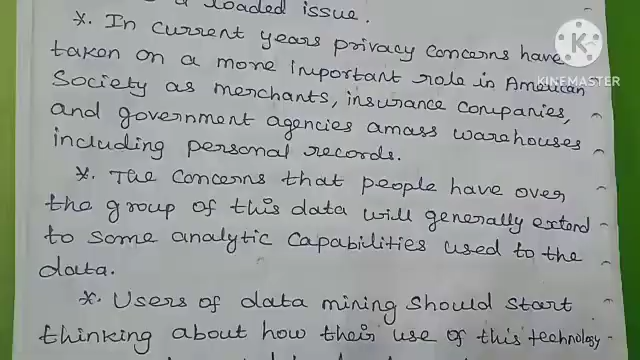 a loaded issue.
*. In current years privacy concerns have
taken on a more important role in American
Society as merchants, insurance companies,
and government agencies amass warehouses
including personal records.
*. The concerns that people have over
the group of this data will generally extend
to some analytic capabilities used to the
data.
*. Users of data mining should start
thinking about how their use of this technology
KINEMASTER